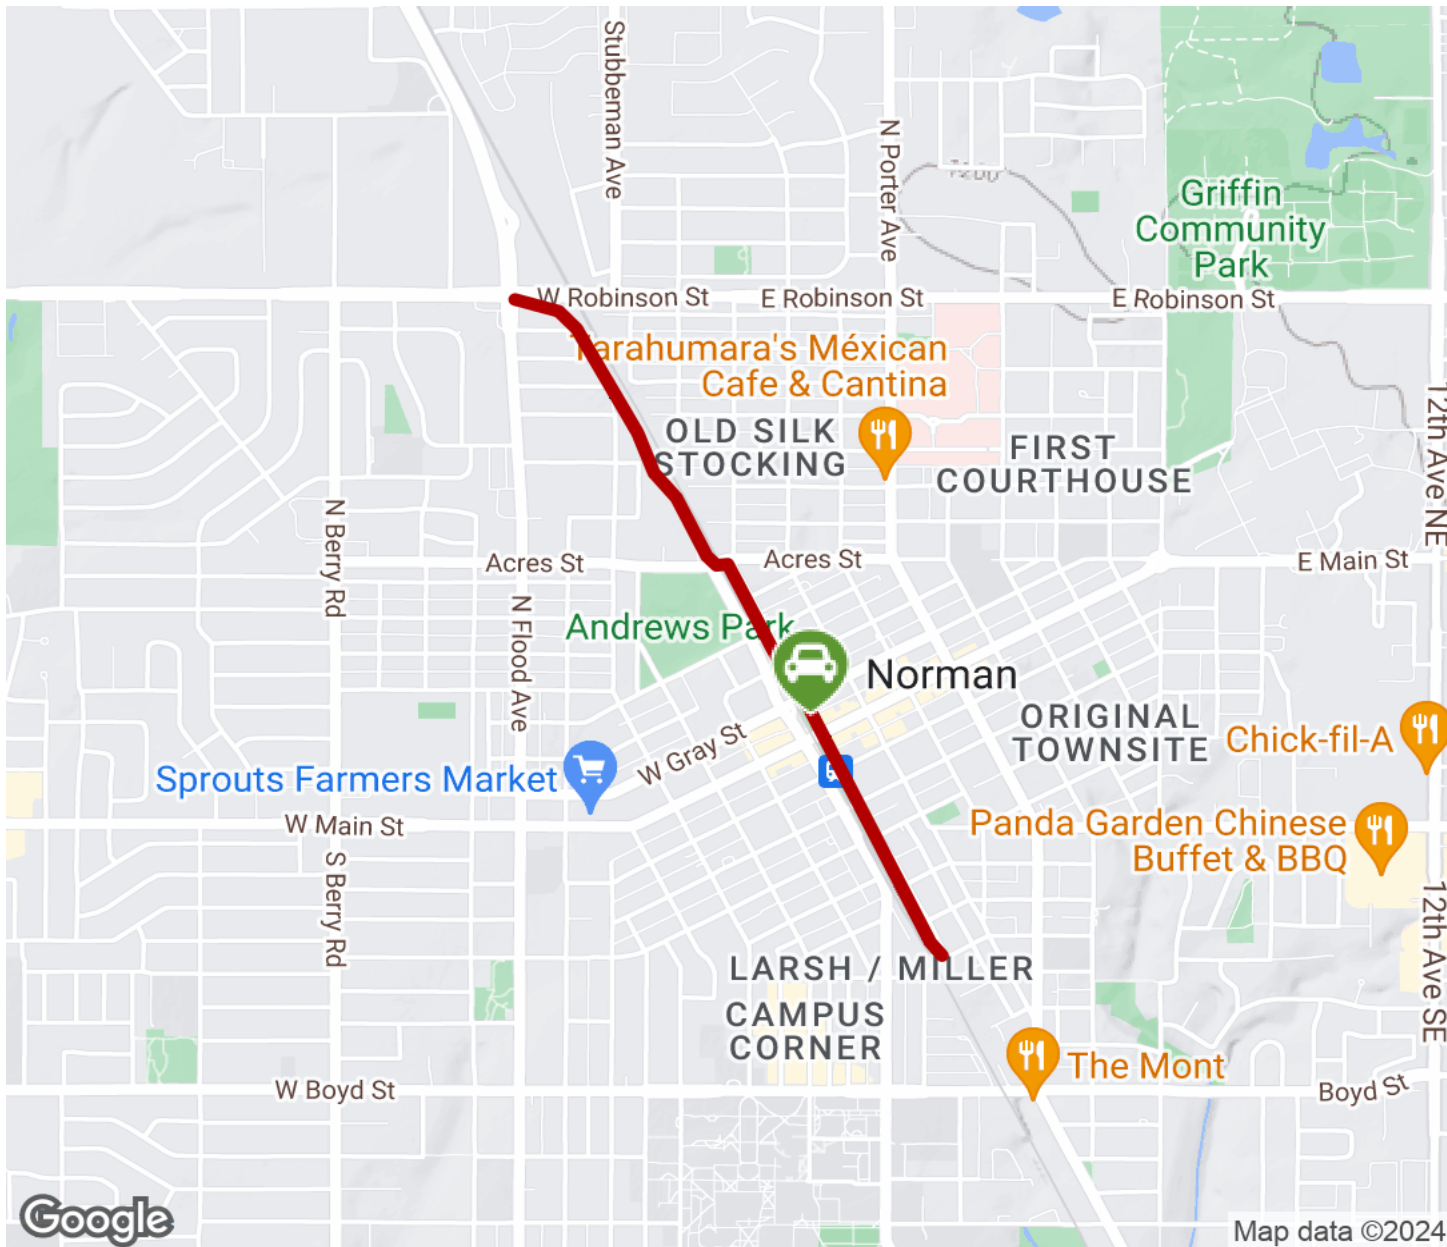 Stubbeman Ave
N Porter Ave
Griffin
Community
Park
W Robinson St
E Robinson St
E Robinson St
Tarahumara's Méxican
Cafe & Cantina
OLD SILK
STOCKING
FIRST
COURTHOUSE
12th Ave NE
N Berry Rd
Acres St
Acres St
E Main St
N Flood Ave
Andrews Park
Norman
ORIGINAL
TOWNSITE
Chick-fil-A
W Gray St
Sprouts Farmers Market
W Main St
Panda Garden Chinese
Buffet & BBQ
S Berry Rd
12th Ave SE
LARSH / MILLER
CAMPUS
CORNER
The Mont
W Boyd St
Boyd St
Google
Map data ©2024